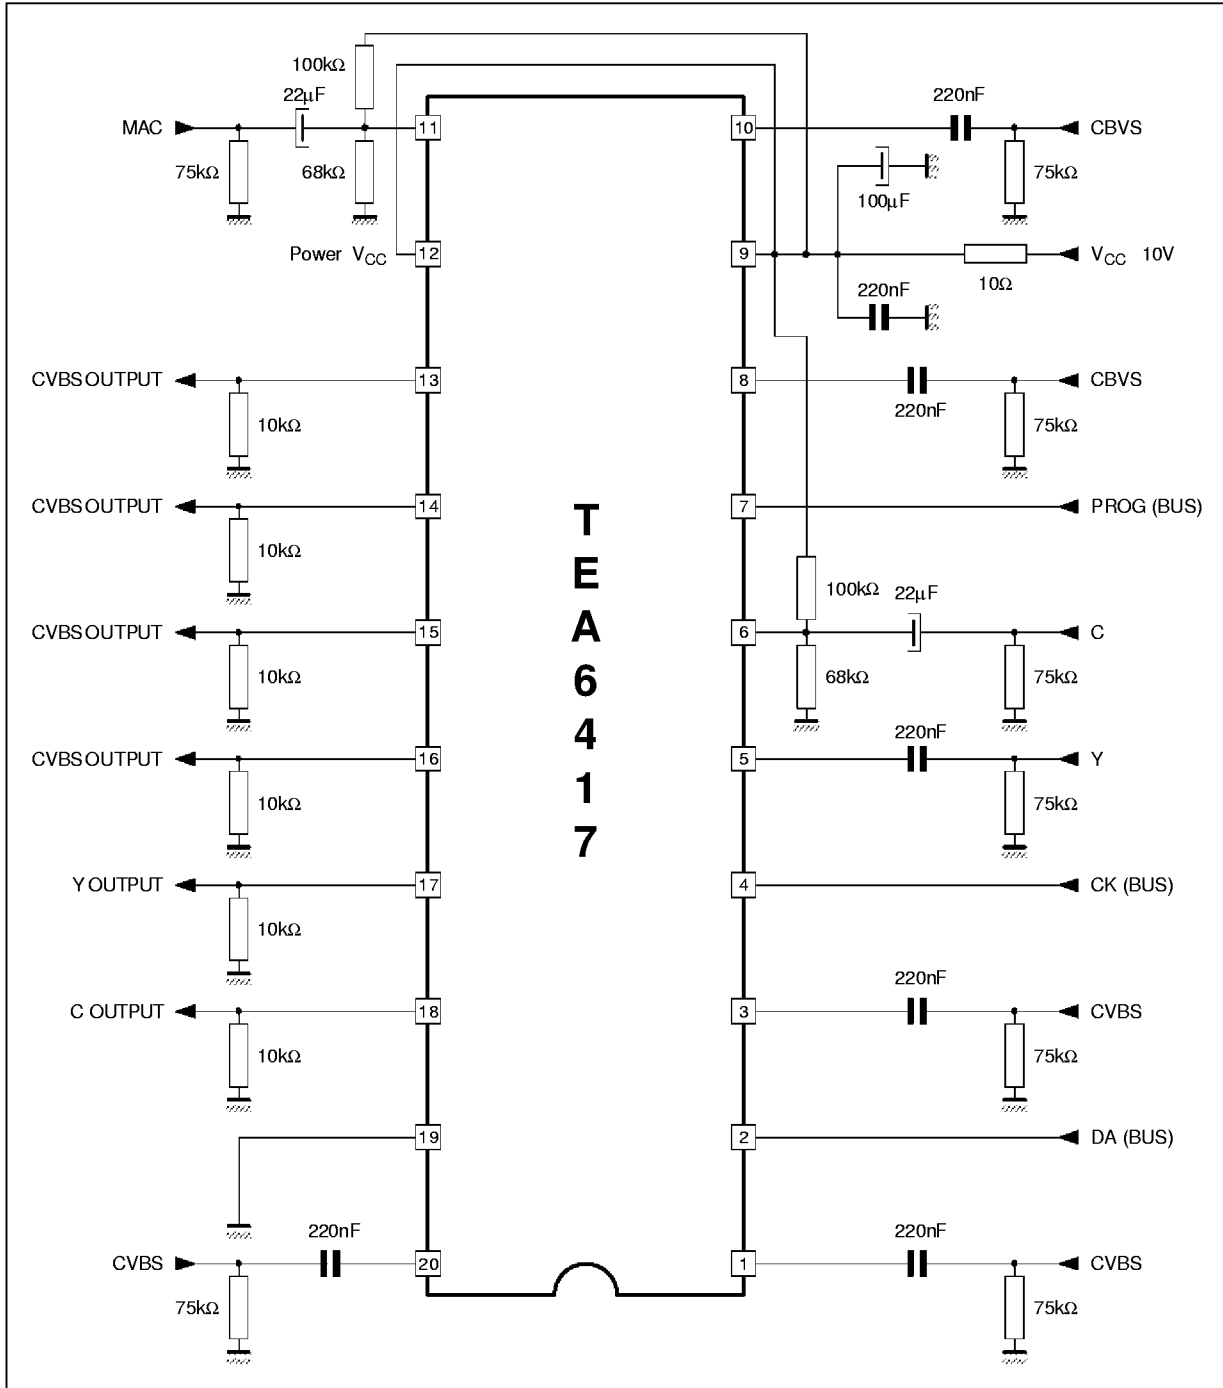 100kΩ
22µF
220nF
MAC
11
10
CBVS
75kΩ
68kΩ
100µF
75kΩ
Power VCC
12
9
VCC 10V
220nF
10Ω
CVBS OUTPUT
13
8
CBVS
10kΩ
220nF
75kΩ
CVBS OUTPUT
14
7
PROG (BUS)
10kΩ
100kΩ
22µF
CVBS OUTPUT
15
6
C
10kΩ
68kΩ
75kΩ
220nF
CVBS OUTPUT
16
5
Y
10kΩ
75kΩ
Y OUTPUT
17
4
CK (BUS)
10kΩ
220nF
C OUTPUT
18
3
CVBS
10kΩ
75kΩ
19
2
DA (BUS)
220nF
220nF
CVBS
20
1
CVBS
75kΩ
75kΩ
T
E
A
6
4
1
7